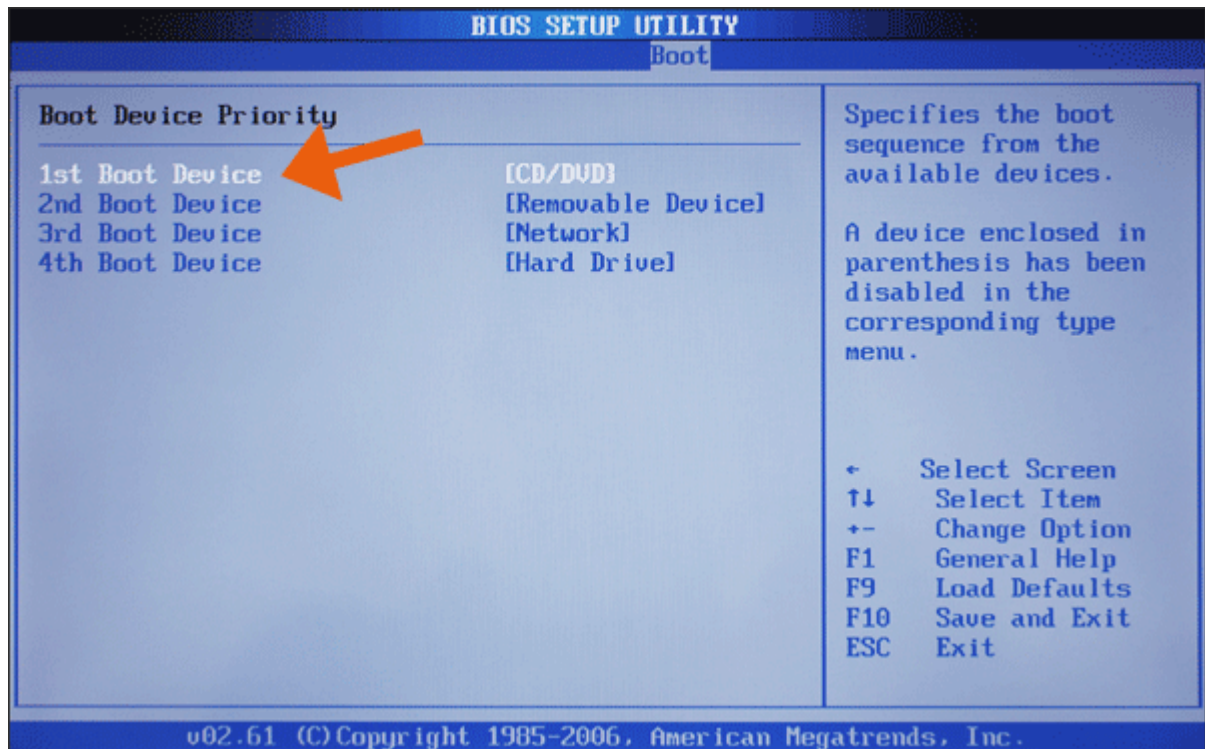 BIOS SETUP UTILITY
Boot
Boot Device Priority
1st Boot Device [CD/DVD]
2nd Boot Device [Removable Device]
3rd Boot Device [Network]
4th Boot Device [Hard Drive]
Specifies the boot
sequence from the
available devices.
A device enclosed in
parenthesis has been
disabled in the
corresponding type
menu.
← Select Screen
↑↓ Select Item
+- Change Option
F1 General Help
F9 Load Defaults
F10 Save and Exit
ESC Exit
v02.61 (C)Copyright 1985-2006, American Megatrends, Inc.